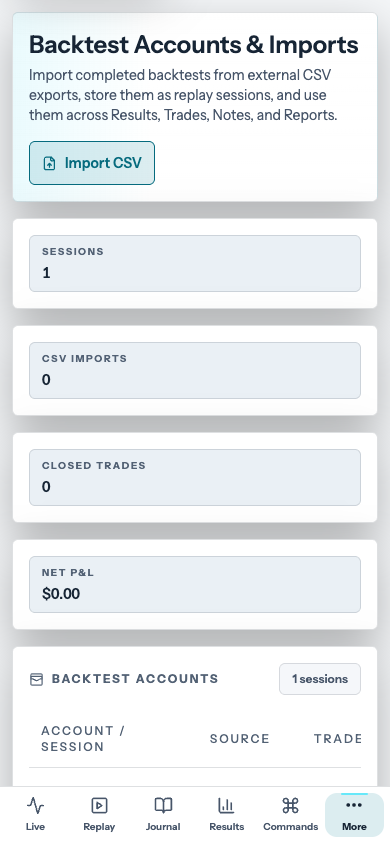 Backtest Accounts & Imports
Import completed backtests from external CSV
exports, store them as replay sessions, and use
them across Results, Trades, Notes, and Reports.
Import CSV
SESSIONS
1
CSV IMPORTS
0
CLOSED TRADES
0
NET P&L
$0.00
BACKTEST ACCOUNTS
1 sessions
ACCOUNT /
SESSION
SOURCE
TRADE
Live
Replay
Journal
Results
Commands
More